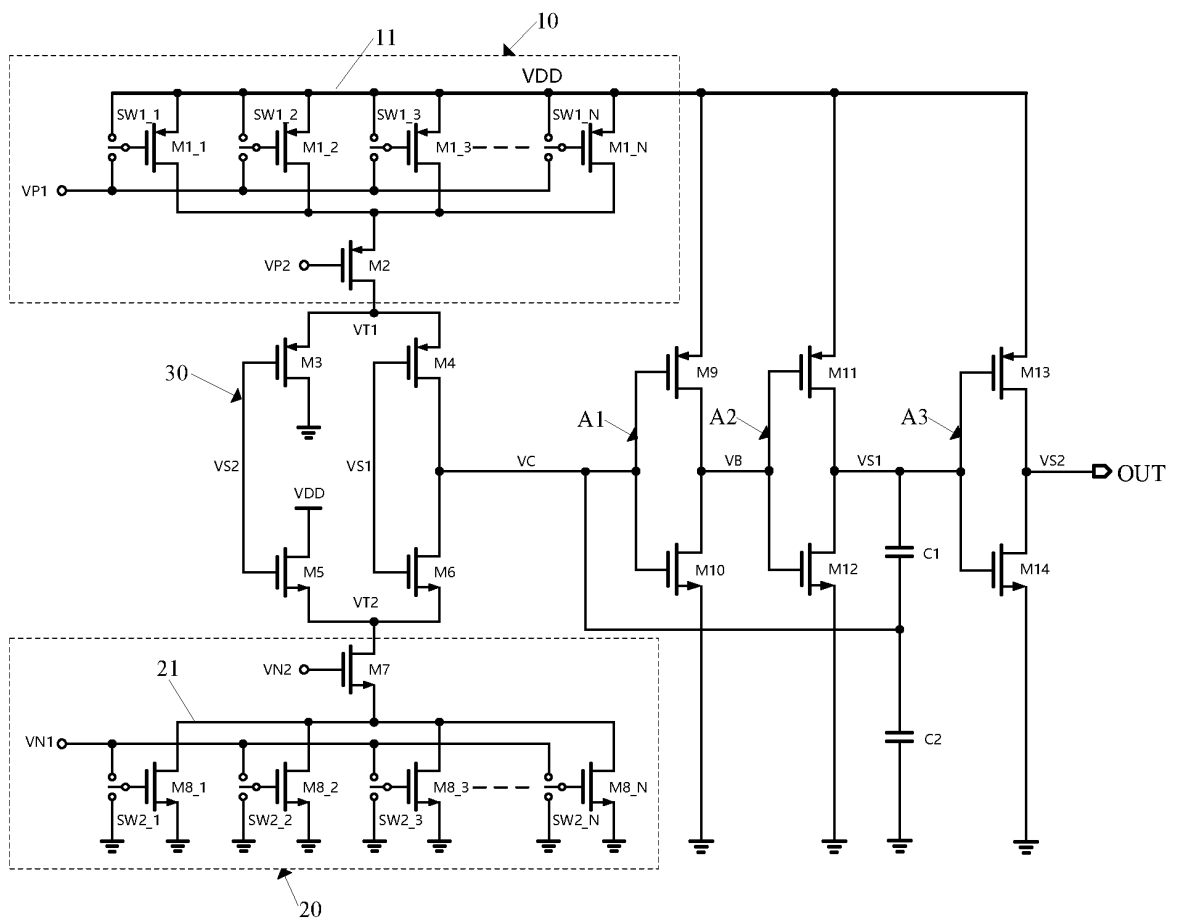 10
11
VDD
SW1_1 SW1_2 SW1_3 SW1_N
M1_1 M1_2 M1_3 M1_N
VP1
VP2 M2
VT1
M3 M4 M9 M11 M13
30
A1 A2 A3
VS2 VS1 VC VB VS1 VS2 OUT
VDD
C1
M5 M6 M10 M12 M14
VT2
VN2 M7
21
VN1 C2
M8_1 M8_2 M8_3 M8_N
SW2_1 SW2_2 SW2_3 SW2_N
20